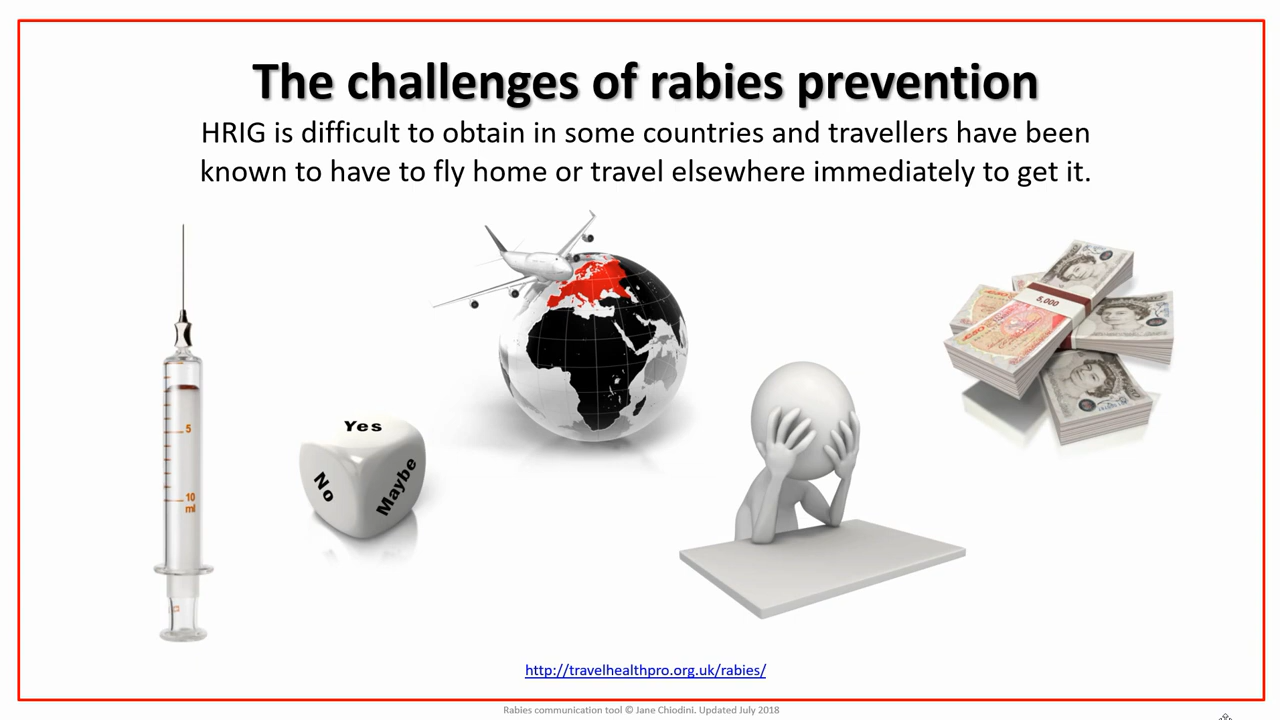 The challenges of rabies prevention
HRIG is difficult to obtain in some countries and travellers have been
known to have to fly home or travel elsewhere immediately to get it.
5,000
Yes
No
Maybe
5
10
ml
http://travelhealthpro.org.uk/rabies/
Rabies communication tool © Jane Chiodini. Updated July 2018